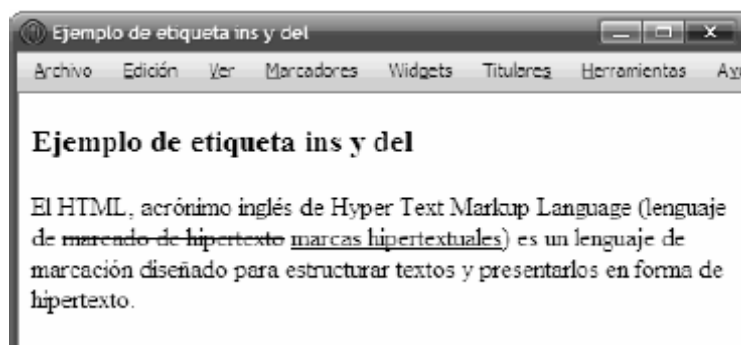 Ejemplo de etiqueta ins y del
Archivo Edición Ver Marcadores Widgets Titulares Herramientas Ayu
Ejemplo de etiqueta ins y del
El HTML, acrónimo inglés de Hyper Text Markup Language (lenguaje
de marcado de hipertexto marcas hipertextuales) es un lenguaje de
marcación diseñado para estructurar textos y presentarlos en forma de
hipertexto.